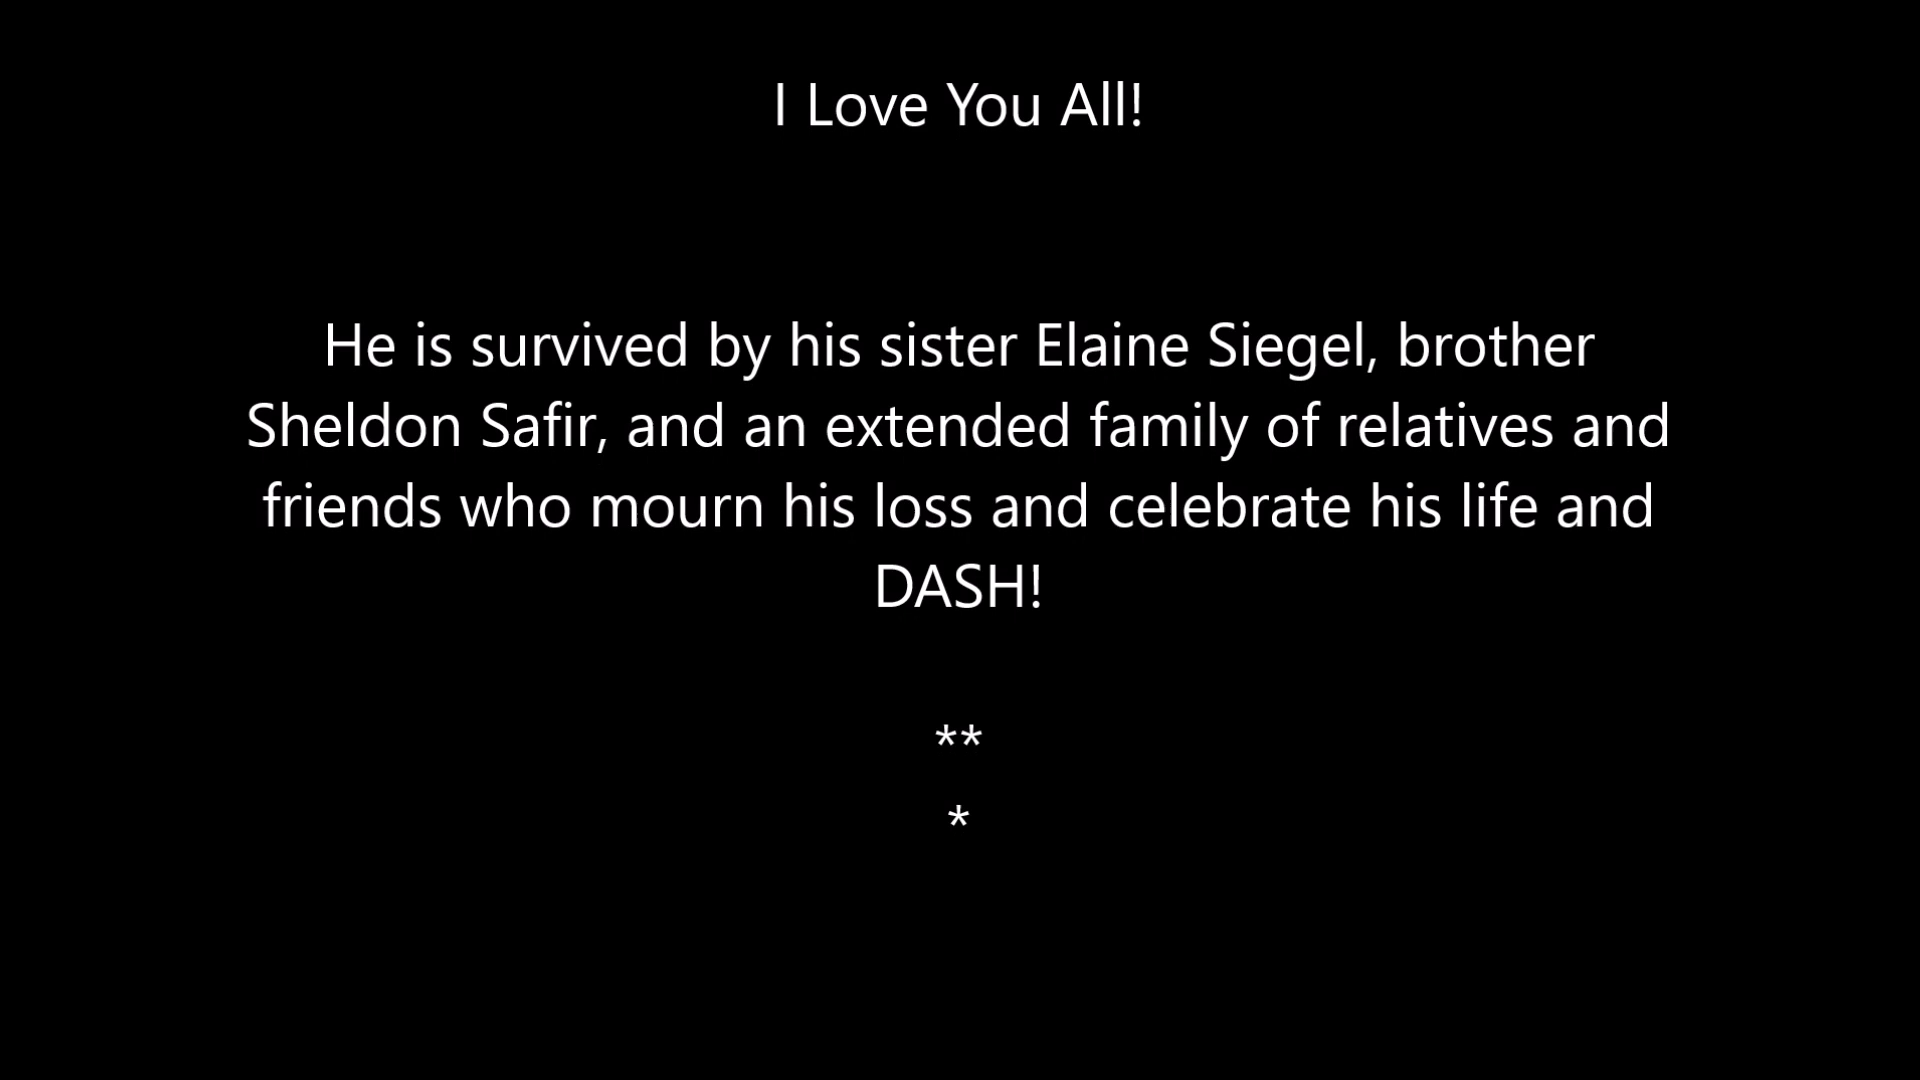 I Love You All!
He is survived by his sister Elaine Siegel, brother
Sheldon Safir, and an extended family of relatives and
friends who mourn his loss and celebrate his life and
DASH!
**
*